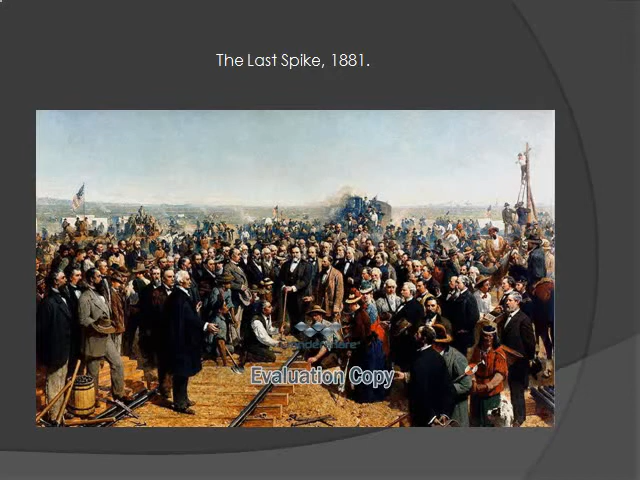 The Last Spike, 1881.
Evaluation Copy